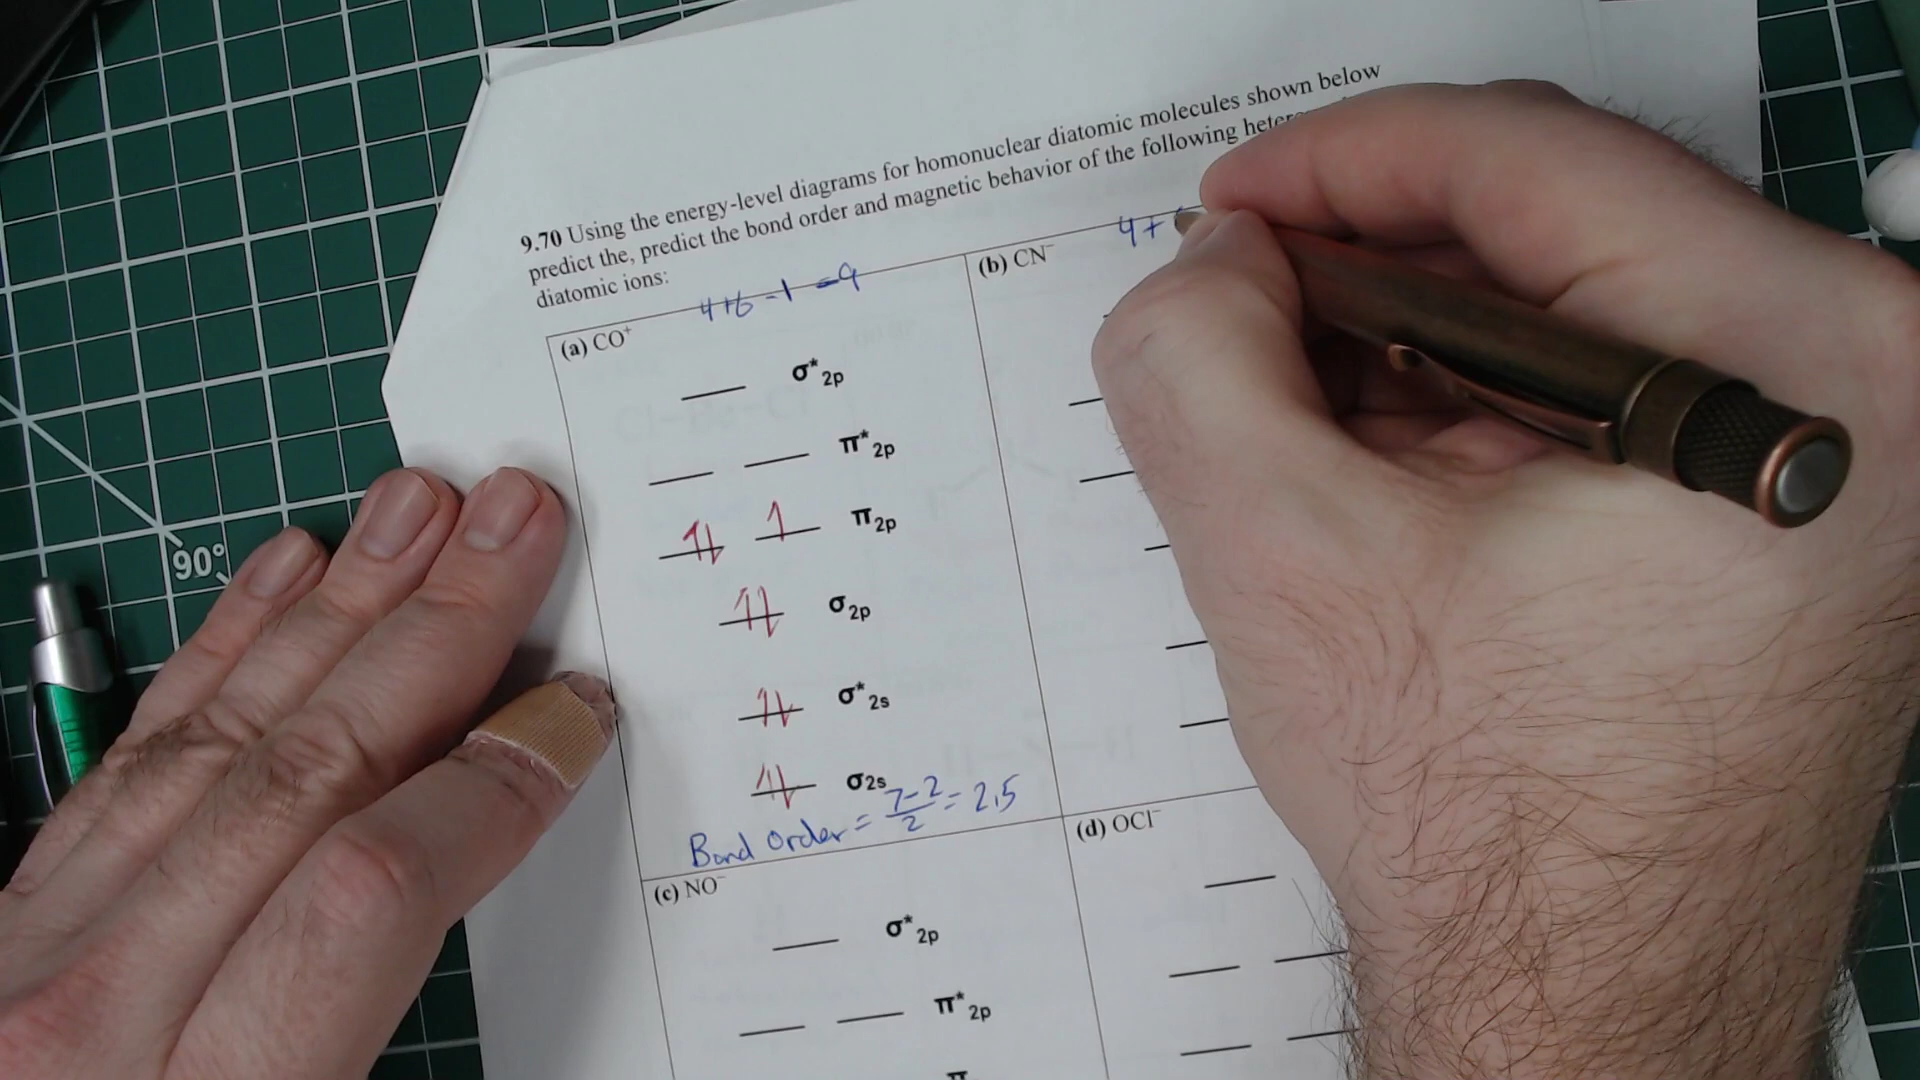 9.70 Using the energy-level diagrams for homonuclear diatomic molecules shown below
predict the, predict the bond order and magnetic behavior of the following
diatomic ions:
4+6-1=9
4+
(a) CO⁺
(b) CN⁻
σ*2p
π*2p
π2p
σ2p
σ*2s
σ2s
Bond order = 7-2/2 = 2.5
(c) NO⁻
(d) OCl⁻
σ*2p
π*2p
π
90°